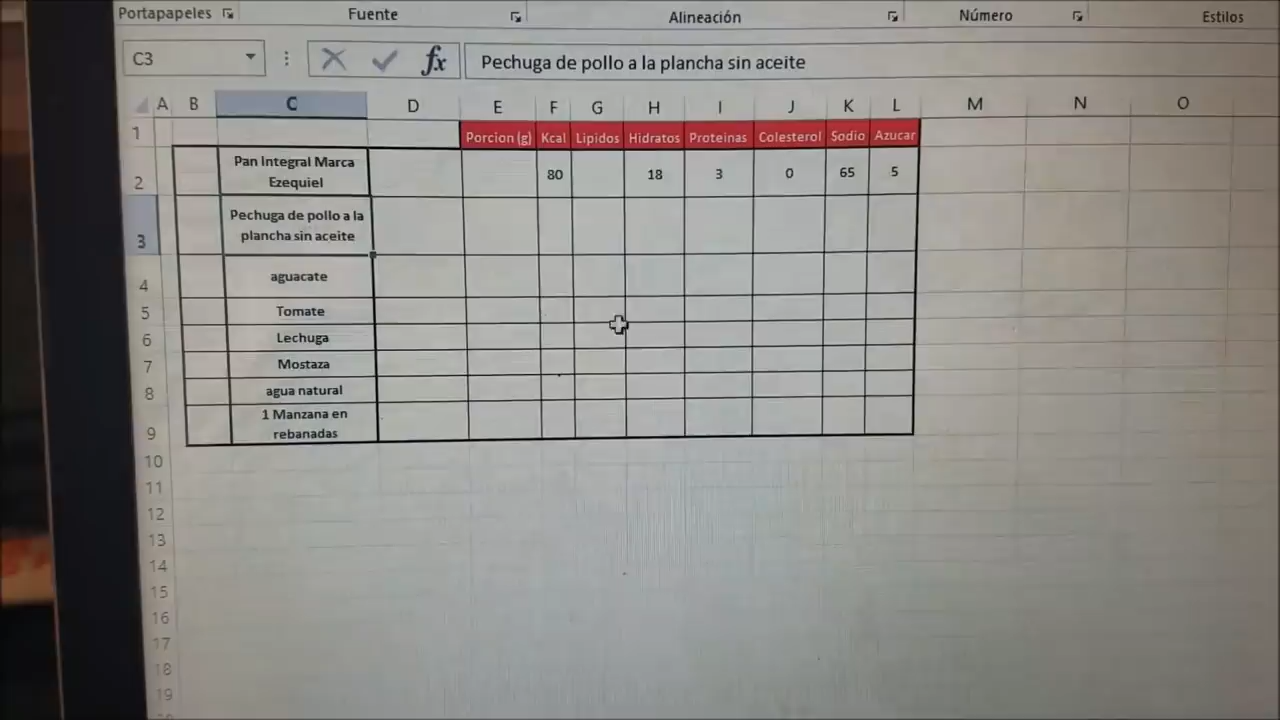 Portapapeles Fuente Alineación Número Estilos
C3 fx Pechuga de pollo a la plancha sin aceite
A B C D E F G H I J K L M N O
1 Porcion (g) Kcal Lipidos Hidratos Proteinas Colesterol Sodio Azucar
2 Pan Integral Marca
Ezequiel 80 18 3 0 65 5
3 Pechuga de pollo a la
plancha sin aceite
4 aguacate
5 Tomate
6 Lechuga
7 Mostaza
8 agua natural
9 1 Manzana en
rebanadas
10
11
12
13
14
15
16
17
18
19